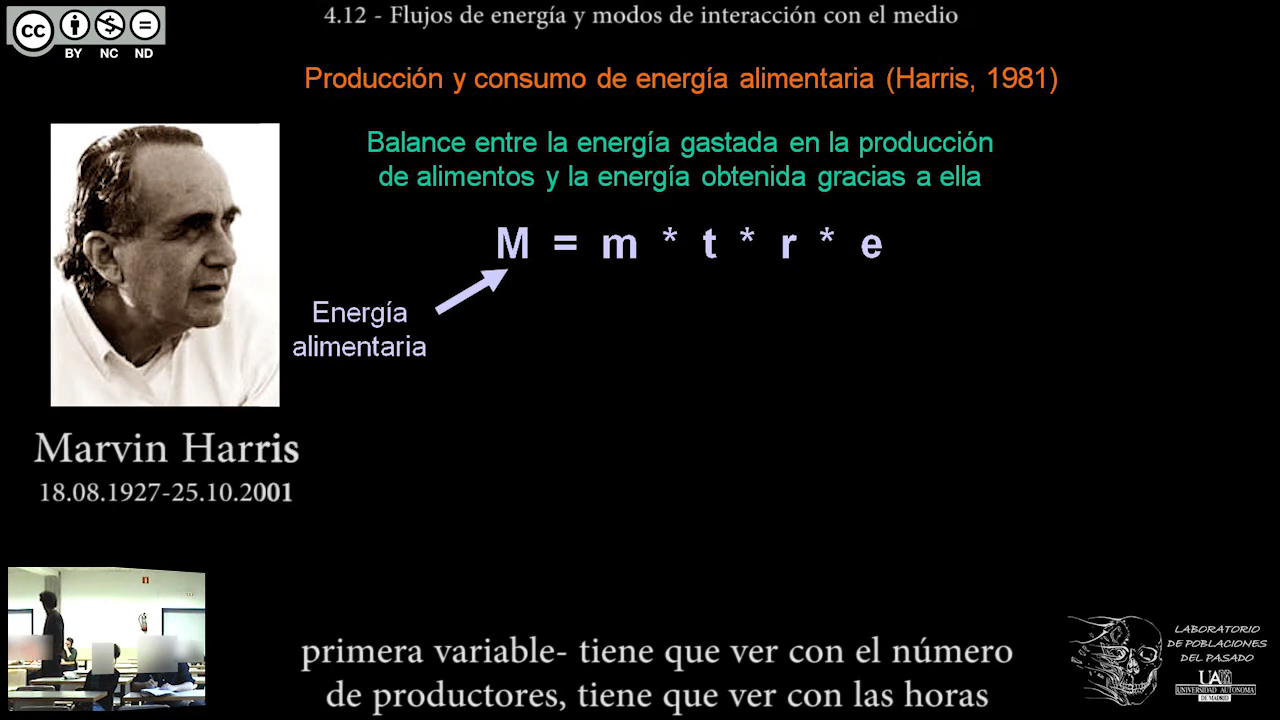 4.12 - Flujos de energía y modos de interacción con el medio
cc
BY NC ND
Producción y consumo de energía alimentaria (Harris, 1981)
Balance entre la energía gastada en la producción
de alimentos y la energía obtenida gracias a ella
M = m * t * r * e
Energía
alimentaria
Marvin Harris
18.08.1927-25.10.2001
primera variable- tiene que ver con el número
de productores, tiene que ver con las horas
LABORATORIO
DE POBLACIONES
DEL PASADO
UAM
UNIVERSIDAD AUTONOMA
DE MADRID